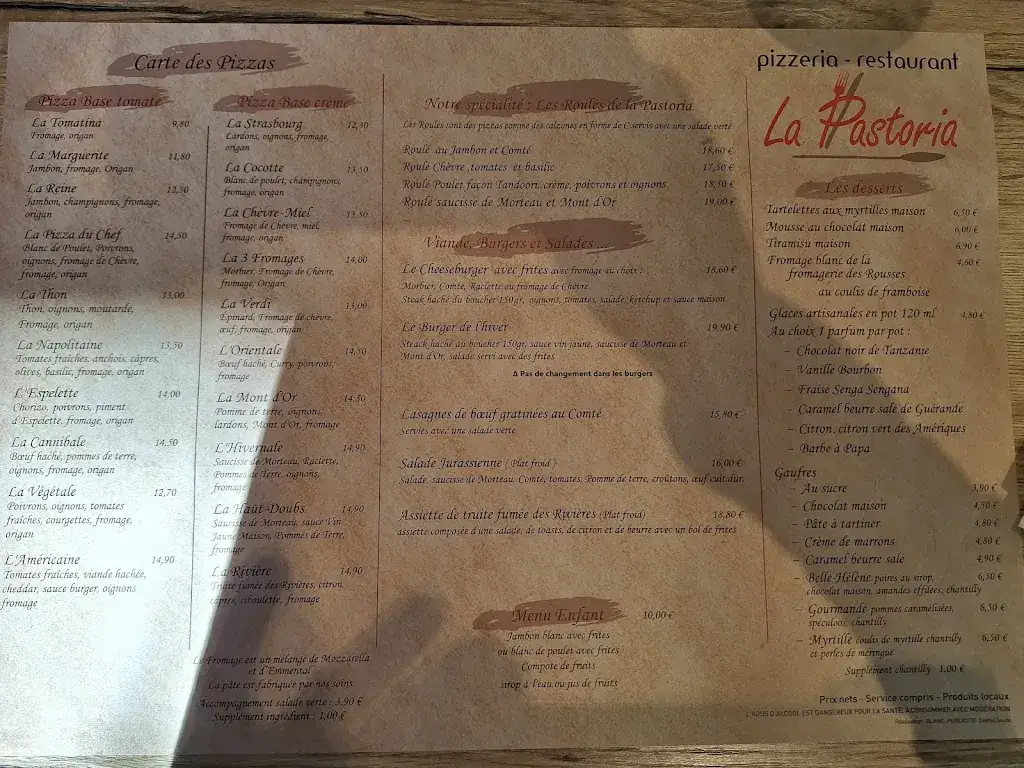 Carte des Pizzas
Pizza Base tomate
La Tomatina 9,80
Fromage, origan
La Marguerite 11,80
Jambon, fromage, Origan
La Reine 12,50
Jambon, champignons, fromage,
origan
La Pizza du Chef 14,50
Blanc de Poulet, Poivrons,
oignons, fromage de Chèvre,
fromage, origan
La Thon 13,00
Thon, oignons, moutarde,
Fromage, origan
La Napolitaine 13,50
Tomates fraîches, anchois, câpres,
olives, basilic, fromage, origan
L'Espelette 14,00
Chorizo, poivrons, piment
d'Espelette, fromage, origan
La Cannibale 14,50
Bœuf haché, pommes de terre,
oignons, fromage, origan
La Végétale 12,70
Poivrons, oignons, tomates
fraîches, courgettes, fromage,
origan
L'Américaine 14,90
Tomates fraîches, viande hachée,
cheddar, sauce burger, oignons
fromage
Pizza Base crème
La Strasbourg 12,30
Lardons, oignons, fromage,
origan
La Cocotte 13,50
Blanc de poulet, champignons,
fromage, origan
La Chèvre-Miel 13,50
Fromage de Chèvre, miel,
fromage, origan
La 3 Fromages 14,00
Morbier, Fromage de Chèvre,
fromage, Origan
La Verdi 13,00
Epinard, Fromage de chèvre,
œuf, fromage, origan
L'Orientale 14,50
Bœuf haché, Curry, poivrons,
fromage
La Mont d'Or 14,50
Pomme de terre, oignons,
lardons, Mont d'Or, fromage
L'Hivernale 14,90
Saucisse de Morteau, Raclette,
Pommes de Terre, oignons,
fromage
La Haut-Doubs 14,90
Saucisse de Morteau, sauce Vin
Jaune Maison, Pommes de Terre,
fromage
La Rivière 14,90
Truite fumée des Rivières, citron,
câpres, ciboulette, fromage
Le Fromage est un mélange de Mozzarella
et d'Emmental
La pâte est fabriquée par nos soins
Accompagnement salade verte : 3,90 €
Supplément ingrédient : 1,00 €
Notre spécialité : Les Roulés de la Pastoria
Les Roulés sont des pizzas comme des calzones en forme de C servis avec une salade verte
Roulé au Jambon et Comté 18,60 €
Roulé Chèvre ,tomates et basilic 17,50 €
Roulé Poulet façon Tandoori, crème, poivrons et oignons 18,50 €
Roulé saucisse de Morteau et Mont d'Or 19,00 €
Viande, Burgers et Salades ...
Le Cheeseburger avec frites avec fromage au choix : 18,60 €
Morbier, Comté, Raclette ou fromage de Chèvre
Steak haché du boucher 150gr, oignons, tomates, salade, ketchup et sauce maison
Le Burger de l'hiver 19,90 €
Steack haché au boucher 150gr, sauce vin jaune, saucisse de Morteau et
Mont d'Or, salade servi avec des frites
Δ Pas de changement dans les burgers
Lasagnes de bœuf gratinées au Comté 15,80 €
Servies avec une salade verte
Salade Jurassienne ( Plat froid ) 16,00 €
Salade, saucisse de Morteau, Comté, tomates, Pomme de terre, croûtons, œuf cuit dur.
Assiette de truite fumée des Rivières (Plat froid) 18,80 €
assiette composée d'une salade, de toasts, de citron et de beurre avec un bol de frites
Menu Enfant 10,00 €
Jambon blanc avec frites
ou blanc de poulet avec frites
Compote de fruits
sirop à l'eau ou jus de fruits
pizzeria - restaurant
La Pastoria
Les desserts
Tartelettes aux myrtilles maison 6,50 €
Mousse au chocolat maison 6,00 €
Tiramisu maison 6,90 €
Fromage blanc de la 4,60 €
fromagerie des Rousses
au coulis de framboise
Glaces artisanales en pot 120 ml 4,80 €
Au choix 1 parfum par pot :
– Chocolat noir de Tanzanie
– Vanille Bourbon
– Fraise Senga Sengana
– Caramel beurre salé de Guérande
– Citron, citron vert des Amériques
– Barbe à Papa
Gaufres
– Au sucre 3,90 €
– Chocolat maison 4,50 €
– Pâte à tartiner 4,80 €
– Crème de marrons 4,80 €
– Caramel beurre salé 4,90 €
– Belle-Hélène poires au sirop, 6,50 €
chocolat maison, amandes effilées, chantilly
– Gourmande pommes caramélisées, 6,50 €
spéculoos, chantilly
– Myrtille coulis de myrtille chantilly 6,50 €
et perles de meringue
Supplément chantilly 1,00 €
Prix nets - Service compris - Produits locaux
L'ABUS D'ALCOOL EST DANGEREUX POUR LA SANTÉ, À CONSOMMER AVEC MODÉRATION